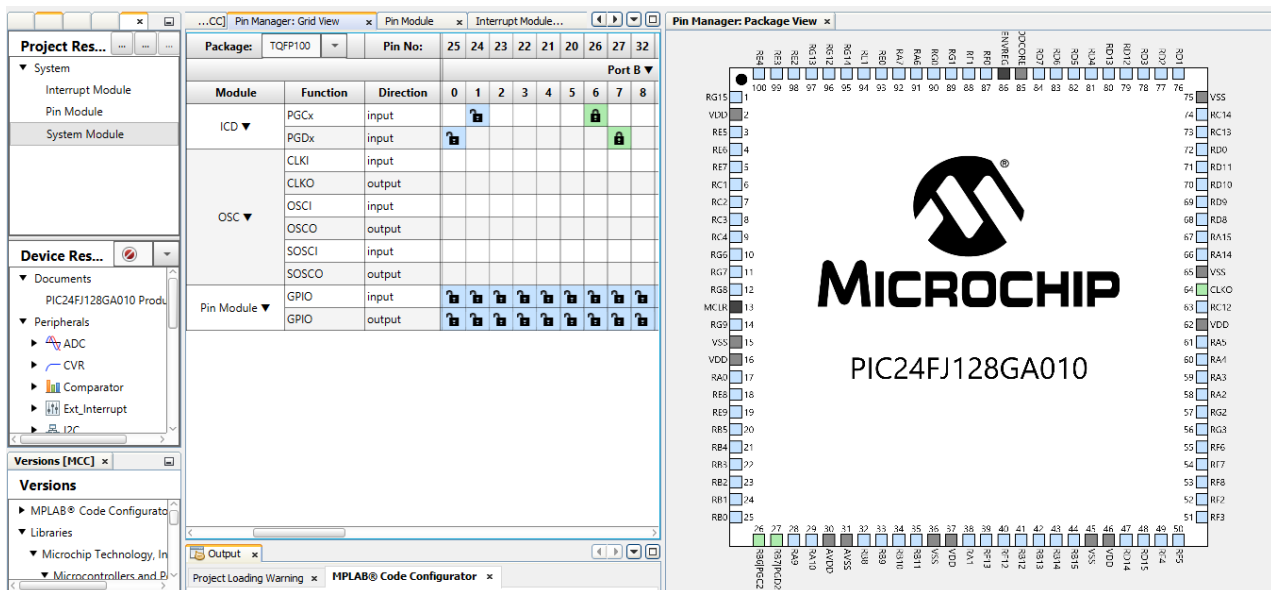 ...CC]
Pin Manager: Grid View ×
Pin Module ×
Interrupt Module...
Pin Manager: Package View ×
Project Res...
System
Interrupt Module
Pin Module
System Module
Device Res...
Documents
PIC24FJ128GA010 Produ
Peripherals
ADC
CVR
Comparator
Ext_Interrupt
I2C
Versions [MCC] ×
Versions
MPLAB® Code Configurato
Libraries
Microchip Technology, In
Microcontrollers and P
Package: TQFP100 Pin No: 25 24 23 22 21 20 26 27 32
Port B ▼
Module Function Direction 0 1 2 3 4 5 6 7 8
ICD ▼
PGCx input
PGDx input
OSC ▼
CLKI input
CLKO output
OSCI input
OSCO output
SOSCI input
SOSCO output
Pin Module ▼
GPIO input
GPIO output
Output ×
Project Loading Warning ×
MPLAB® Code Configurator ×
RE4 RE3 RE2 RG13 RG12 RG14 RE1 RE0 RA7 RA6 RG0 RG1 RF1 RF0 ENVREG RD7 RD6 RD5 RD4 RD13 RD12 RD3 RD2 RD1
100 99 98 97 96 95 94 93 92 91 90 89 88 87 86 85 84 83 82 81 80 79 78 77 76
RG15 1
VDD 2
RE5 3
RE6 4
RE7 5
RC1 6
RC2 7
RC3 8
RC4 9
RG6 10
RG7 11
RG8 12
MCLR 13
RG9 14
VSS 15
VDD 16
RA0 17
RE8 18
RE9 19
RB5 20
RB4 21
RB3 22
RB2 23
RB1 24
RB0 25
®
MICROCHIP
PIC24FJ128GA010
75 VSS
74 RC14
73 RC13
72 RD0
71 RD11
70 RD10
69 RD9
68 RD8
67 RA15
66 RA14
65 VSS
64 CLKO
63 RC12
62 VDD
61 RA5
60 RA4
59 RA3
58 RA2
57 RG2
56 RG3
55 RF6
54 RF7
53 RF8
52 RF2
51 RF3
26 27 28 29 30 31 32 33 34 35 36 37 38 39 40 41 42 43 44 45 46 47 48 49 50
RB6|PGC2 RB7|PGD2 RA9 RA10 AVDD AVSS RB8 RB9 RB10 RB11 VSS VDD RA1 RF13 RF12 RB12 RB13 RB14 RB15 VSS VDD RD14 RD15 RF4 RF5